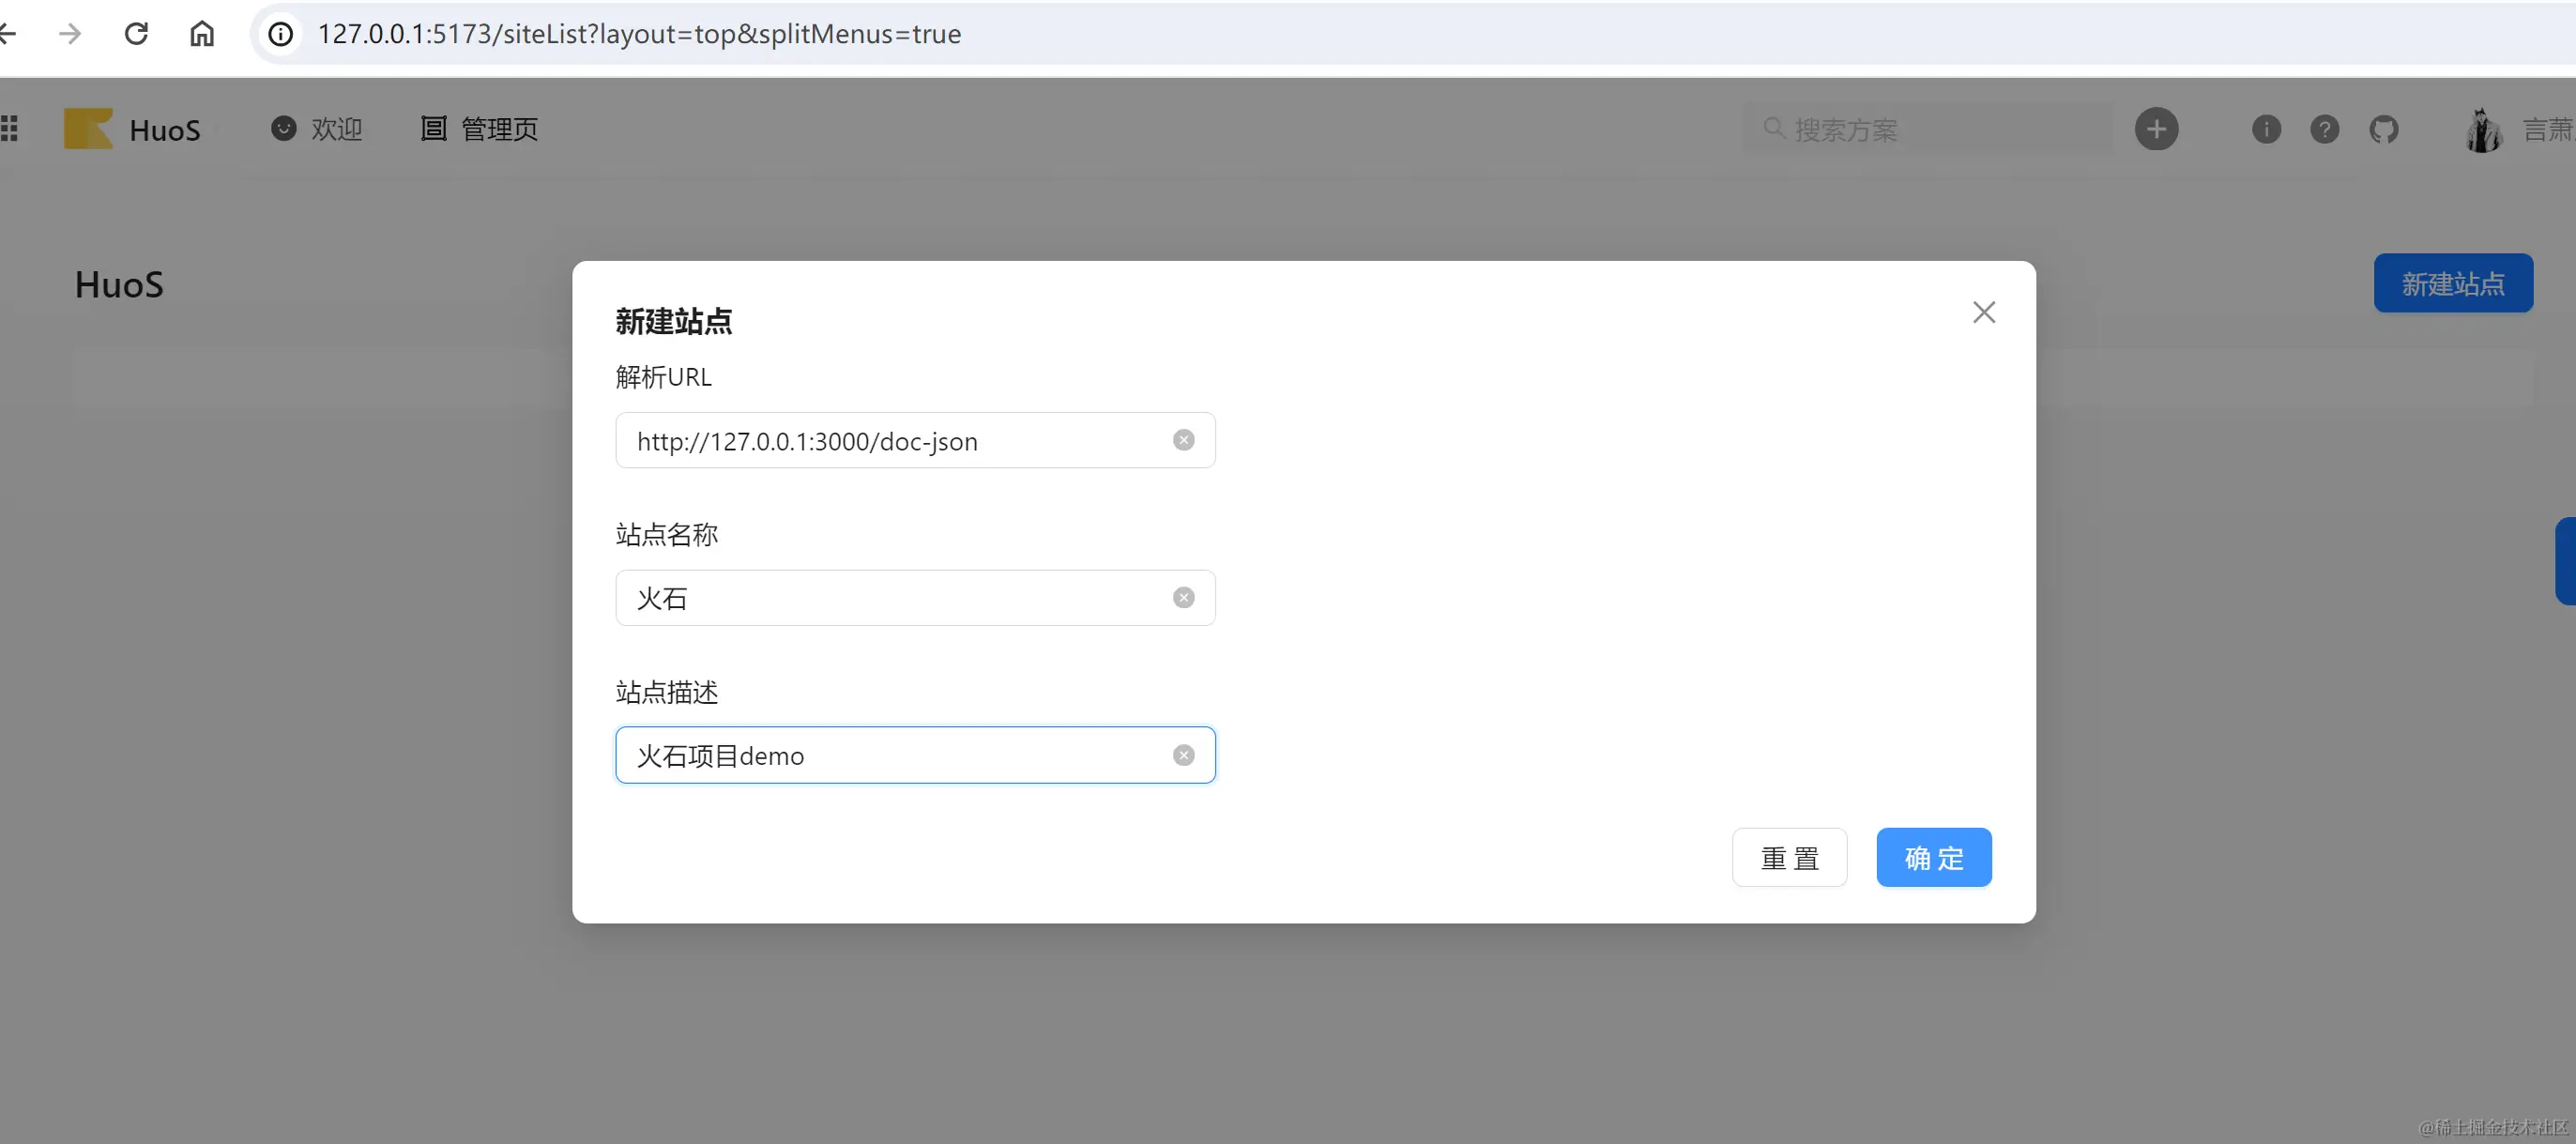 127.0.0.1:5173/siteList?layout=top&splitMenus=true
HuoS 欢迎 管理页 搜索方案 言萧
HuoS
新建站点
新建站点
解析URL
http://127.0.0.1:3000/doc-json
站点名称
火石
站点描述
火石项目demo
重 置 确 定
@稀土掘金技术社区